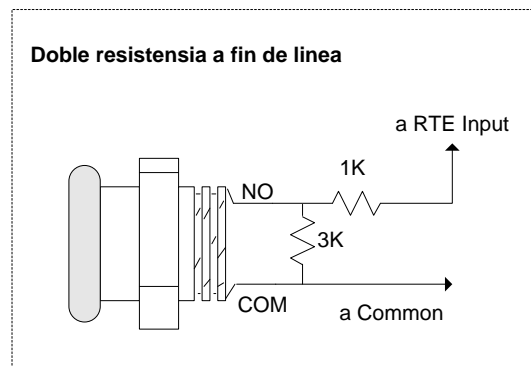 Doble resistensia a fin de linea
a RTE Input
1K
NO
3K
COM
a Common